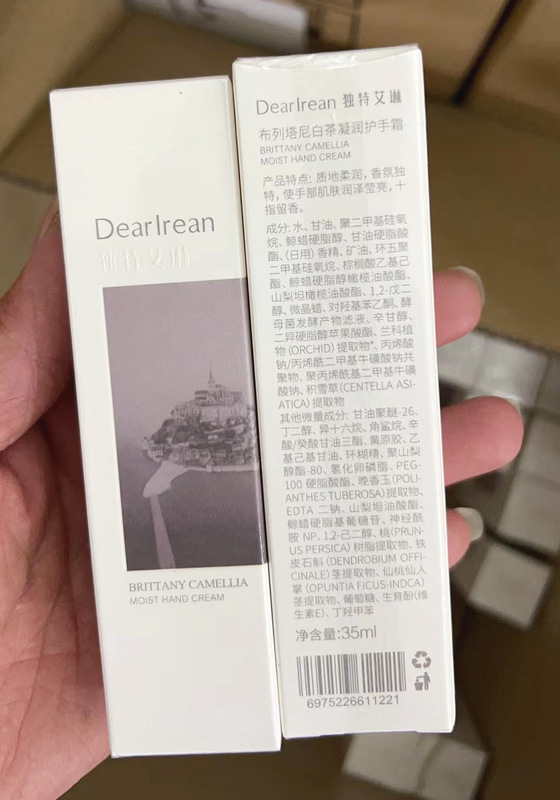 DearIrean
独特艾琳
BRITTANY CAMELLIA
MOIST HAND CREAM
DearIrean 独特艾琳
布列塔尼白茶凝润护手霜
BRITTANY CAMELLIA
MOIST HAND CREAM
产品特点: 质地柔润，香氛独
特，使手部肌肤润泽莹亮，十
指留香。
成分: 水、甘油、聚二甲基硅氧
烷、鲸蜡硬脂醇、甘油硬脂酸
酯、(日用) 香精、矿油、环五聚
二甲基硅氧烷、棕榈酸乙基己
酯、鲸蜡硬脂醇橄榄油酸酯、
山梨坦橄榄油酸酯、1,2-戊二
醇、微晶蜡、对羟基苯乙酮、酵
母菌发酵产物滤液、辛甘醇、
二异硬脂醇苹果酸酯、兰科植
物 (ORCHID) 提取物*、丙烯酸
钠/丙烯酰二甲基牛磺酸钠共
聚物、聚丙烯酰基二甲基牛磺
酸钠、积雪草(CENTELLA ASI-
ATICA) 提取物
其他微量成分: 甘油聚醚-26、
丁二醇、异十六烷、角鲨烷、辛
酸/癸酸甘油三酯、黄原胶、乙
基己基甘油、环糊精、聚山梨
醇酯-80、氢化卵磷脂、PEG-
100 硬脂酸酯、晚香玉(POLI-
ANTHES TUBEROSA)提取物、
EDTA 二钠、山梨坦油酸酯、
鲸蜡硬脂基葡糖苷、神经酰
胺 NP、1,2-己二醇、桃(PRUN-
US PERSICA) 树脂提取物、铁
皮石斛 (DENDROBIUM OFFI-
CINALE) 茎提取物、仙桃仙人
掌 (OPUNTIA FICUS-INDCA)
茎提取物、葡萄糖、生育酚(维
生素E)、丁羟甲苯
净含量:35ml
6975226611221